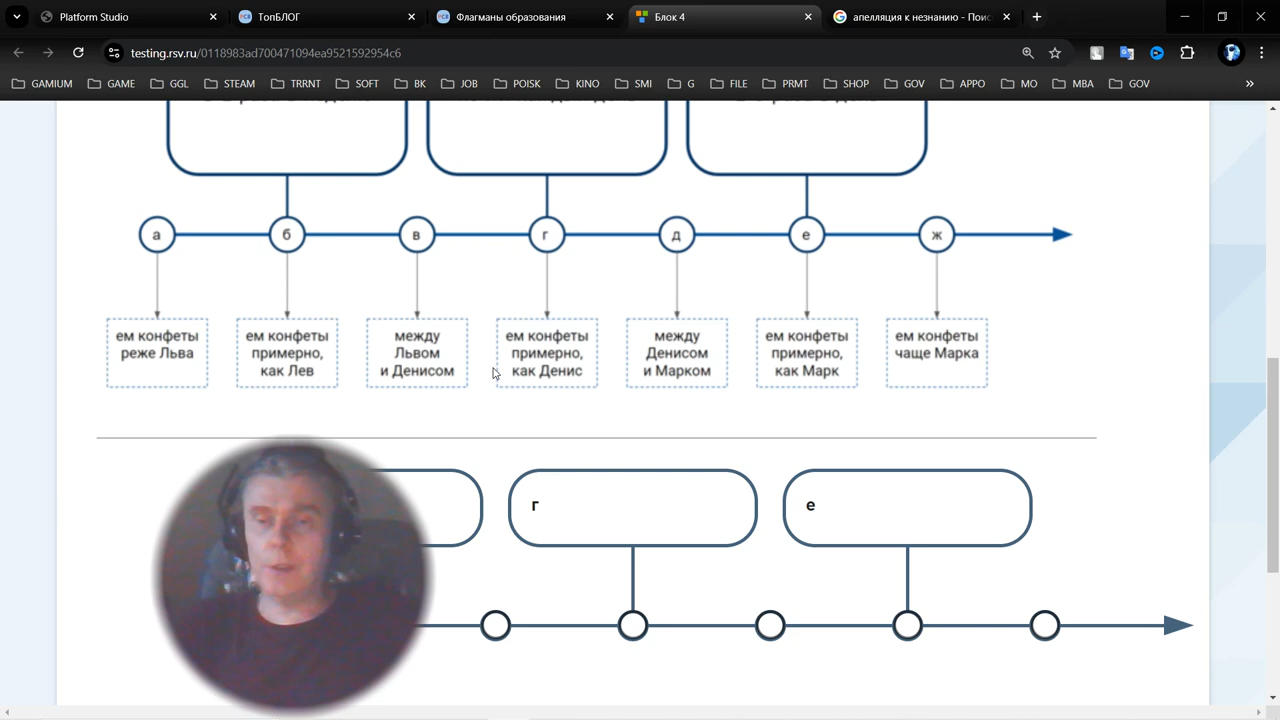 Platform Studio
ТопБЛОГ
Флагманы образования
Блок 4
апелляция к незнанию - Поис
testing.rsv.ru/0118983ad700471094ea9521592954c6
GAMIUM
GAME
GGL
STEAM
TRRNT
SOFT
BK
JOB
POISK
KINO
SMI
G
FILE
PRMT
SHOP
GOV
APPO
MO
MBA
GOV
а
б
в
г
д
е
ж
ем конфеты
реже Льва
ем конфеты
примерно,
как Лев
между
Львом
и Денисом
ем конфеты
примерно,
как Денис
между
Денисом
и Марком
ем конфеты
примерно,
как Марк
ем конфеты
чаще Марка
г
е